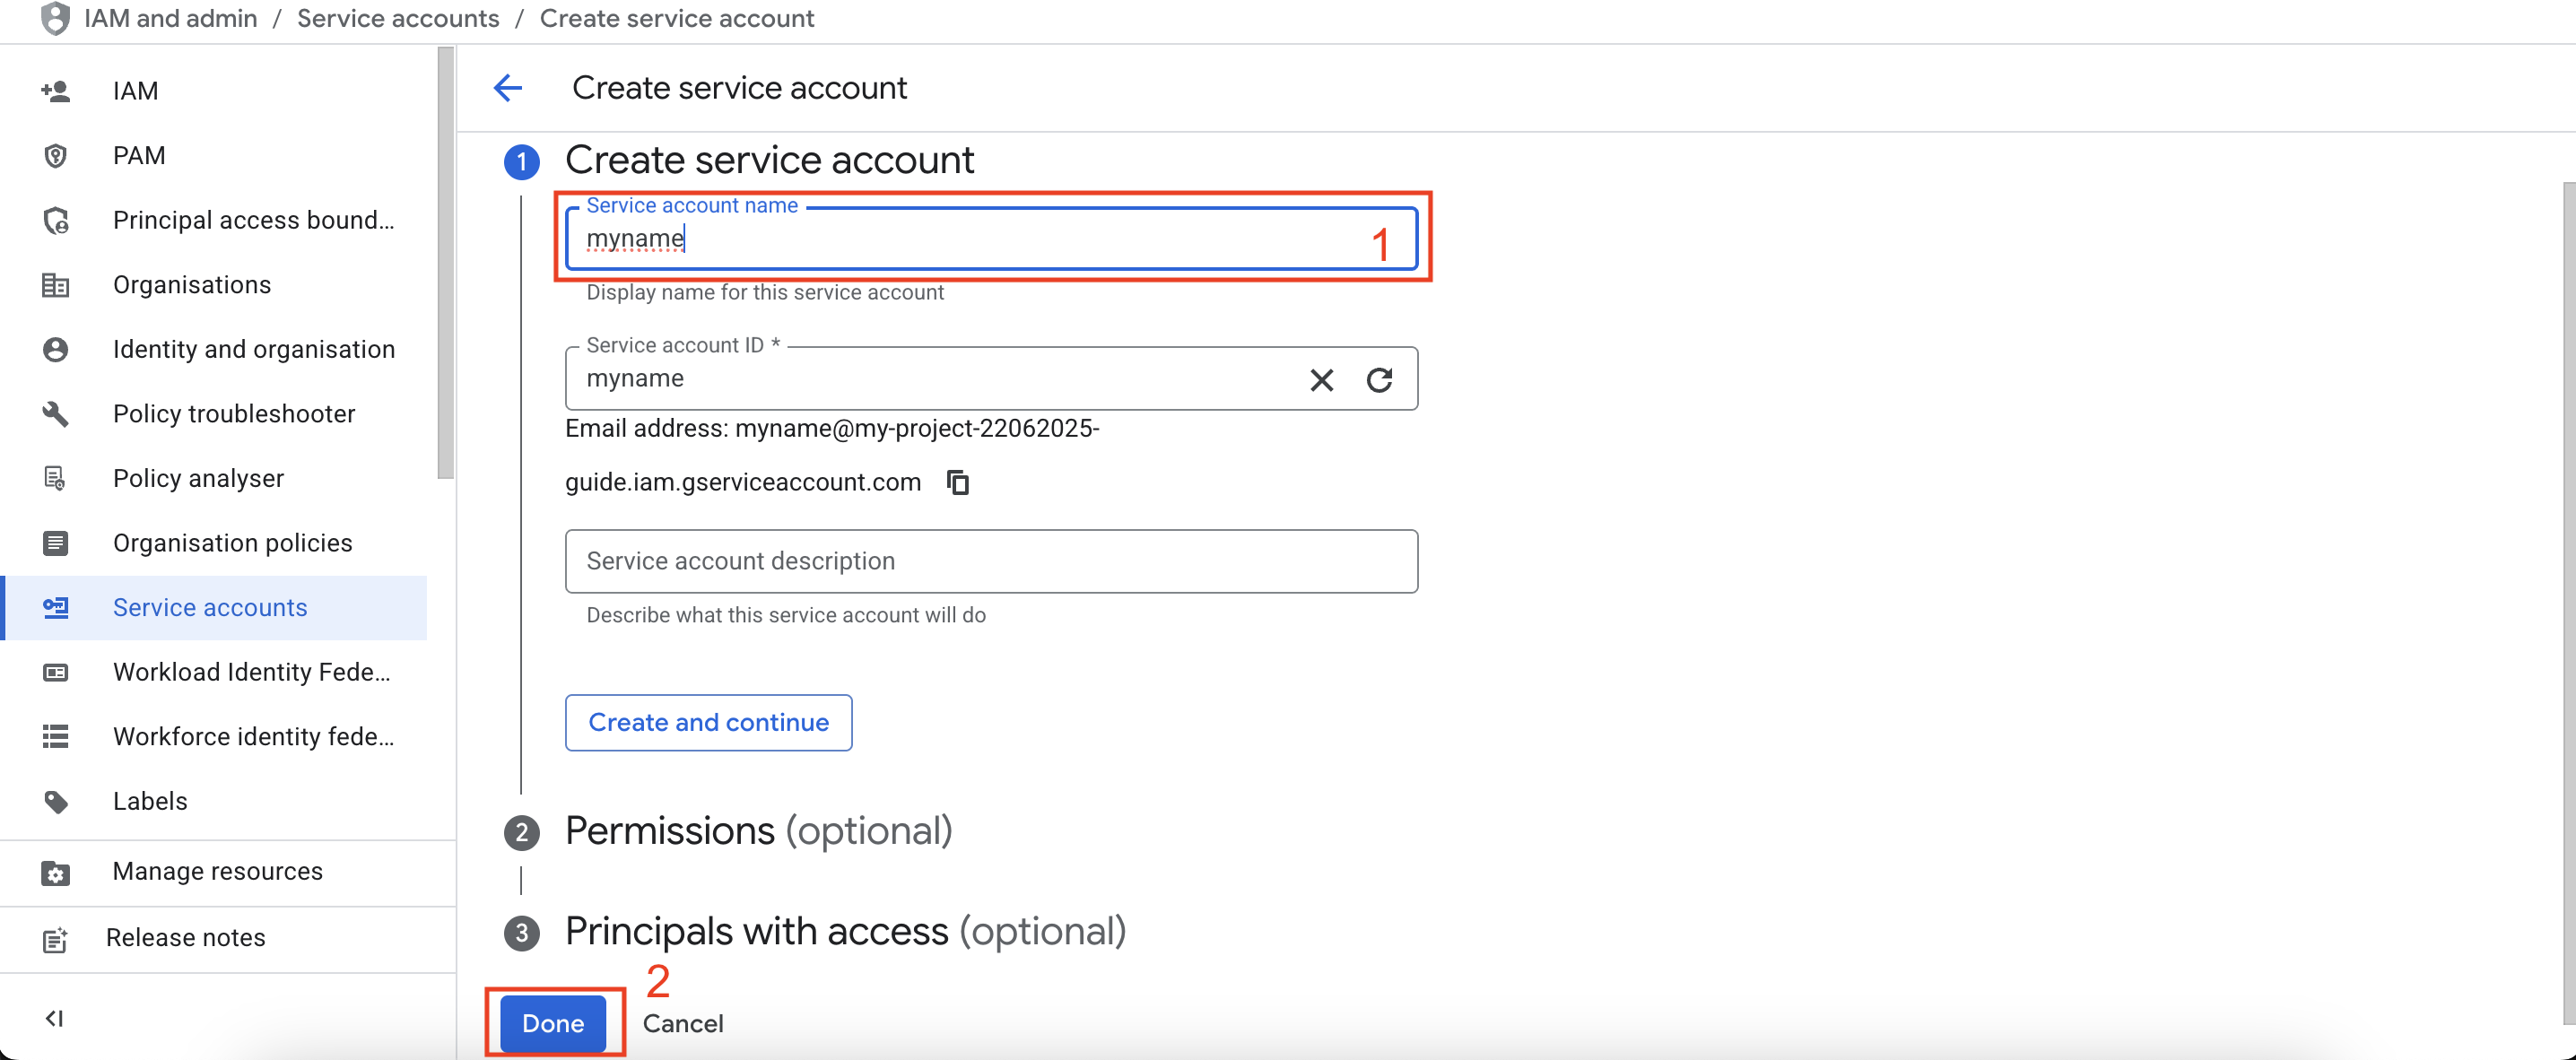 IAM and admin / Service accounts / Create service account
IAM
PAM
Principal access bound...
Organisations
Identity and organisation
Policy troubleshooter
Policy analyser
Organisation policies
Service accounts
Workload Identity Fede...
Workforce identity fede...
Labels
Manage resources
Release notes
Create service account
1 Create service account
Service account name
myname 1
Display name for this service account
Service account ID *
myname
Email address: myname@my-project-22062025-
guide.iam.gserviceaccount.com
Service account description
Describe what this service account will do
Create and continue
2 Permissions (optional)
3 Principals with access (optional)
2
Done Cancel